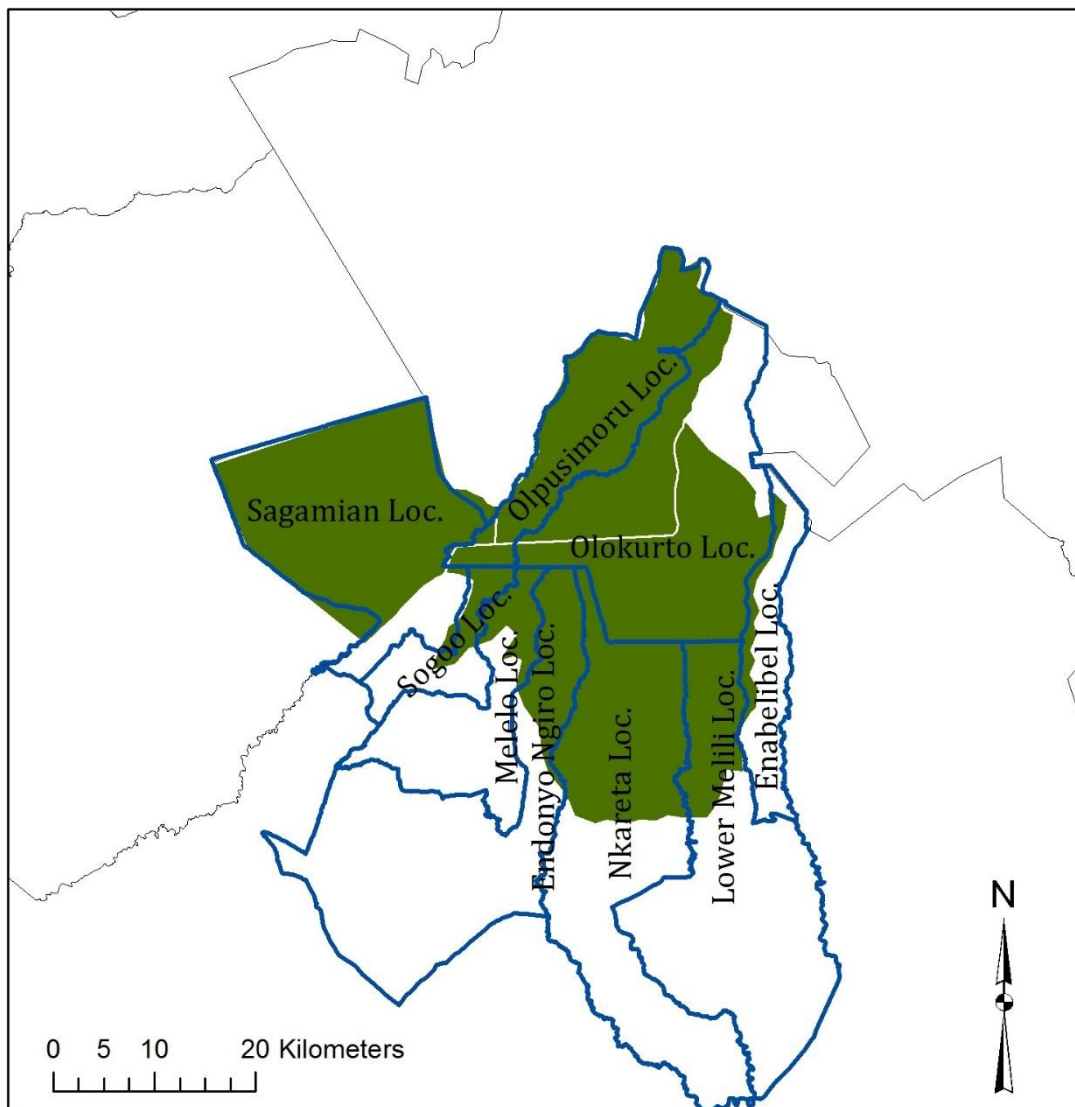 Olpusimoru Loc.
Sagamian Loc.
Olokurto Loc.
Sogoo Loc.
Melelo Loc.
Endonyo Ngiro Loc.
Nkareta Loc.
Lower Melili Loc.
Enabelibel Loc.
N
0 5 10 20 Kilometers